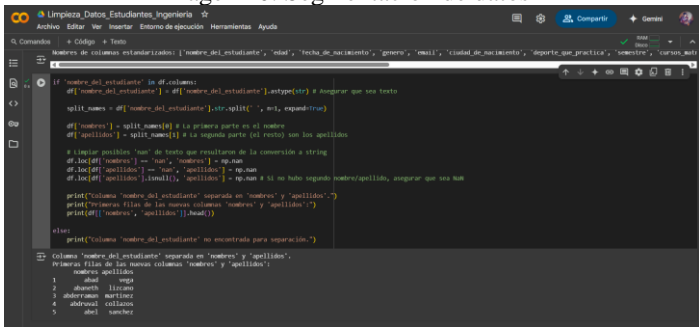 Limpieza_Datos_Estudiantes_Ingenieria
Archivo Editar Ver Insertar Entorno de ejecución Herramientas Ayuda
Compartir
Gemini
Comandos + Código + Texto
RAM
Disco
Nombres de columnas estandarizados: ['nombre_del_estudiante', 'edad', 'fecha_de_nacimiento', 'genero', 'email', 'ciudad_de_nacimiento', 'deporte_que_practica', 'semestre', 'cursos_matr
if 'nombre_del_estudiante' in df.columns:
df['nombre_del_estudiante'] = df['nombre_del_estudiante'].astype(str) # Asegurar que sea texto
split_names = df['nombre_del_estudiante'].str.split(' ', n=1, expand=True)
df['nombres'] = split_names[0] # La primera parte es el nombre
df['apellidos'] = split_names[1] # La segunda parte (el resto) son los apellidos
# Limpiar posibles 'nan' de texto que resultaron de la conversión a string
df.loc[df['nombres'] == 'nan', 'nombres'] = np.nan
df.loc[df['apellidos'] == 'nan', 'apellidos'] = np.nan
df.loc[df['apellidos'].isnull(), 'apellidos'] = np.nan # Si no hubo segundo nombre/apellido, asegurar que sea NaN
print("Columna 'nombre_del_estudiante' separada en 'nombres' y 'apellidos'.")
print("Primeras filas de las nuevas columnas 'nombres' y 'apellidos':")
print(df[['nombres', 'apellidos']].head())
else:
print("Columna 'nombre_del_estudiante' no encontrada para separación.")
Columna 'nombre_del_estudiante' separada en 'nombres' y 'apellidos'.
Primeras filas de las nuevas columnas 'nombres' y 'apellidos':
nombres apellidos
1 abad vega
2 abaneth lizcano
3 abderraman martinez
4 abdruval collazos
5 abel sanchez